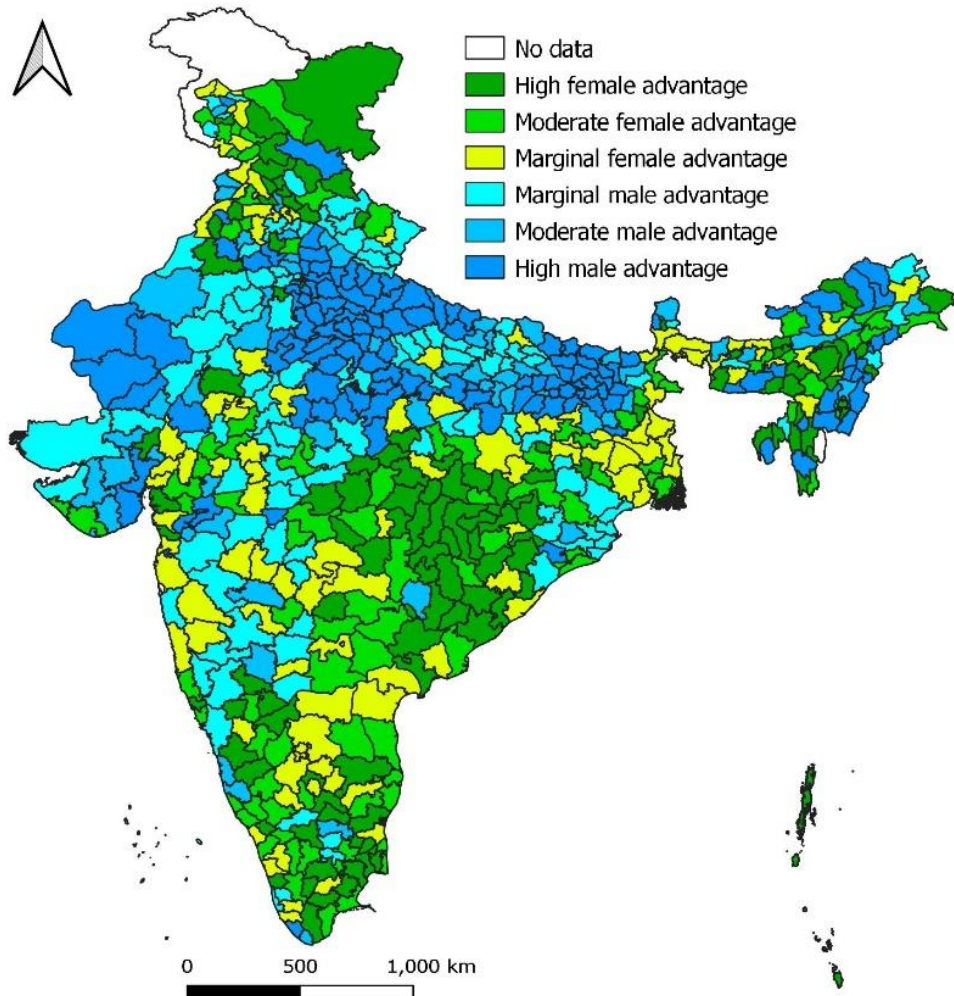 No data
High female advantage
Moderate female advantage
Marginal female advantage
Marginal male advantage
Moderate male advantage
High male advantage
0 500 1,000 km